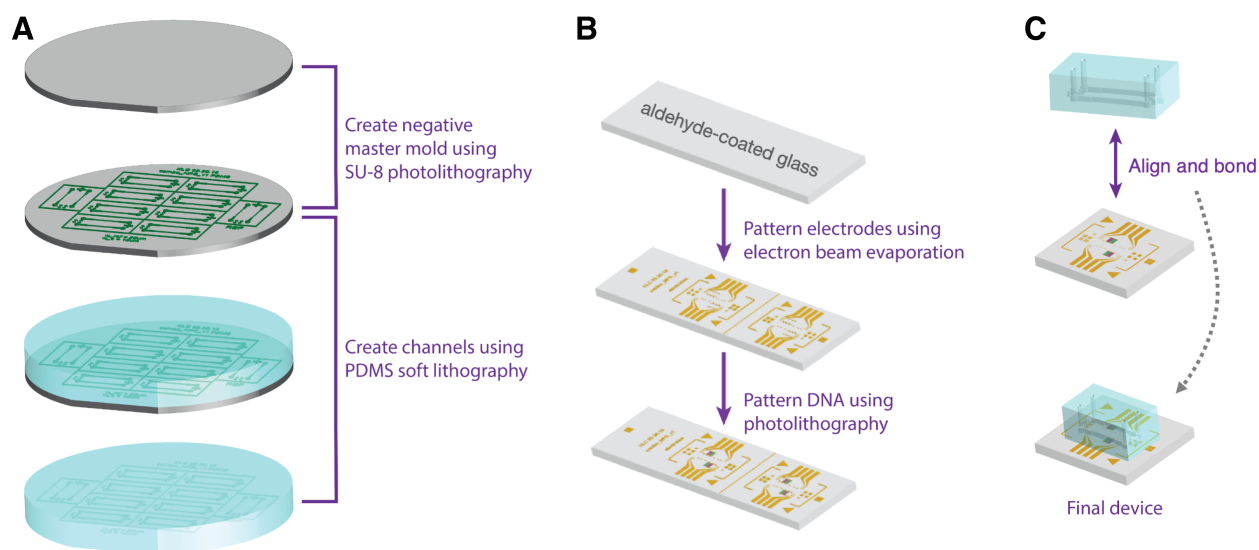 A
Create negative
master mold using
SU-8 photolithography
Create channels using
PDMS soft lithography
B
aldehyde-coated glass
Pattern electrodes using
electron beam evaporation
Pattern DNA using
photolithography
C
Align and bond
Final device